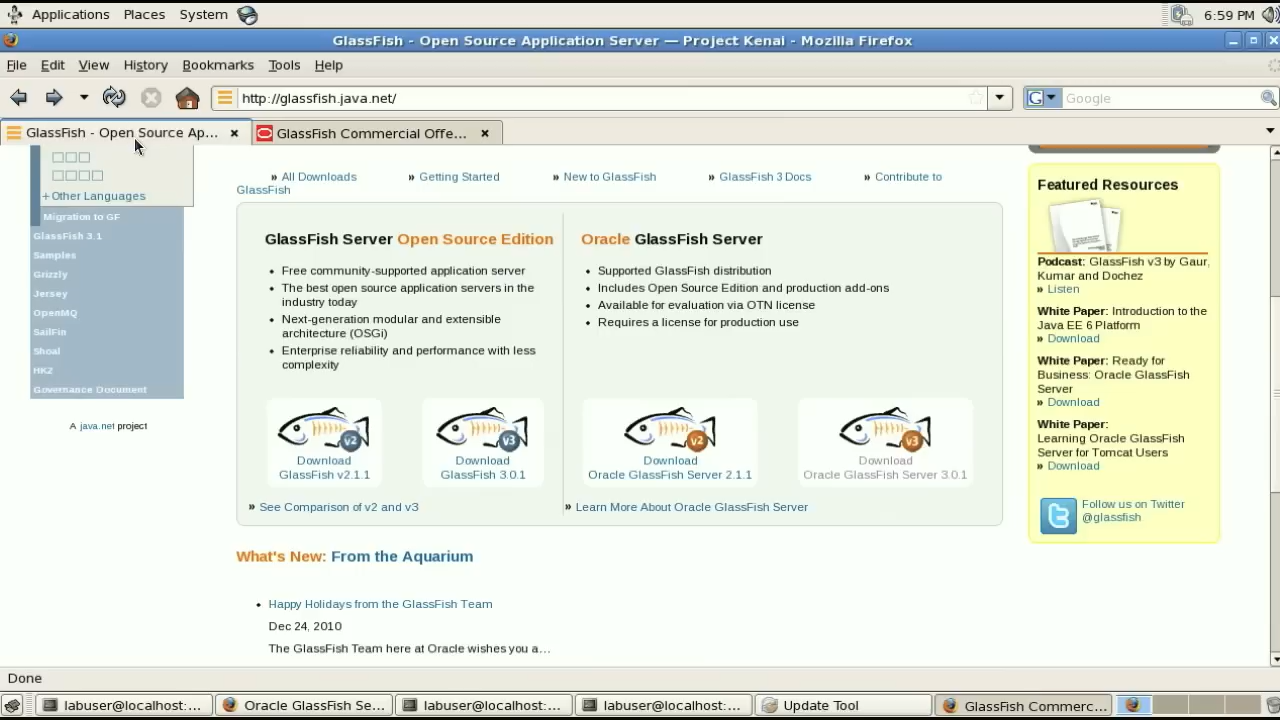 Applications Places System 6:59 PM
GlassFish - Open Source Application Server — Project Kenai - Mozilla Firefox
File Edit View History Bookmarks Tools Help
http://glassfish.java.net/ G Google
GlassFish - Open Source Ap... GlassFish Commercial Offe...
+Other Languages
Migration to GF
GlassFish 3.1
Samples
Grizzly
Jersey
OpenMQ
SailFin
Shoal
HK2
Governance Document
A java.net project
» All Downloads » Getting Started » New to GlassFish » GlassFish 3 Docs » Contribute to
GlassFish
GlassFish Server Open Source Edition
• Free community-supported application server
• The best open source application servers in the
industry today
• Next-generation modular and extensible
architecture (OSGi)
• Enterprise reliability and performance with less
complexity
v2
Download
GlassFish v2.1.1
v3
Download
GlassFish 3.0.1
» See Comparison of v2 and v3
Oracle GlassFish Server
• Supported GlassFish distribution
• Includes Open Source Edition and production add-ons
• Available for evaluation via OTN license
• Requires a license for production use
v2
Download
Oracle GlassFish Server 2.1.1
v3
Download
Oracle GlassFish Server 3.0.1
» Learn More About Oracle GlassFish Server
What's New: From the Aquarium
• Happy Holidays from the GlassFish Team
Dec 24, 2010
The GlassFish Team here at Oracle wishes you a...
Featured Resources
Podcast: GlassFish v3 by Gaur,
Kumar and Dochez
» Listen
White Paper: Introduction to the
Java EE 6 Platform
» Download
White Paper: Ready for
Business: Oracle GlassFish
Server
» Download
White Paper:
Learning Oracle GlassFish
Server for Tomcat Users
» Download
Follow us on Twitter
@glassfish
Done
labuser@localhost:... Oracle GlassFish Se... labuser@localhost:... labuser@localhost:... Update Tool GlassFish Commerc...